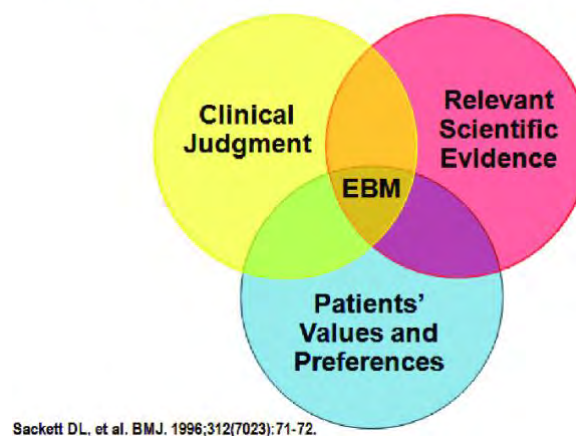 Clinical
Judgment
Relevant
Scientific
Evidence
EBM
Patients'
Values and
Preferences
Sackett DL, et al. BMJ. 1996;312(7023):71-72.